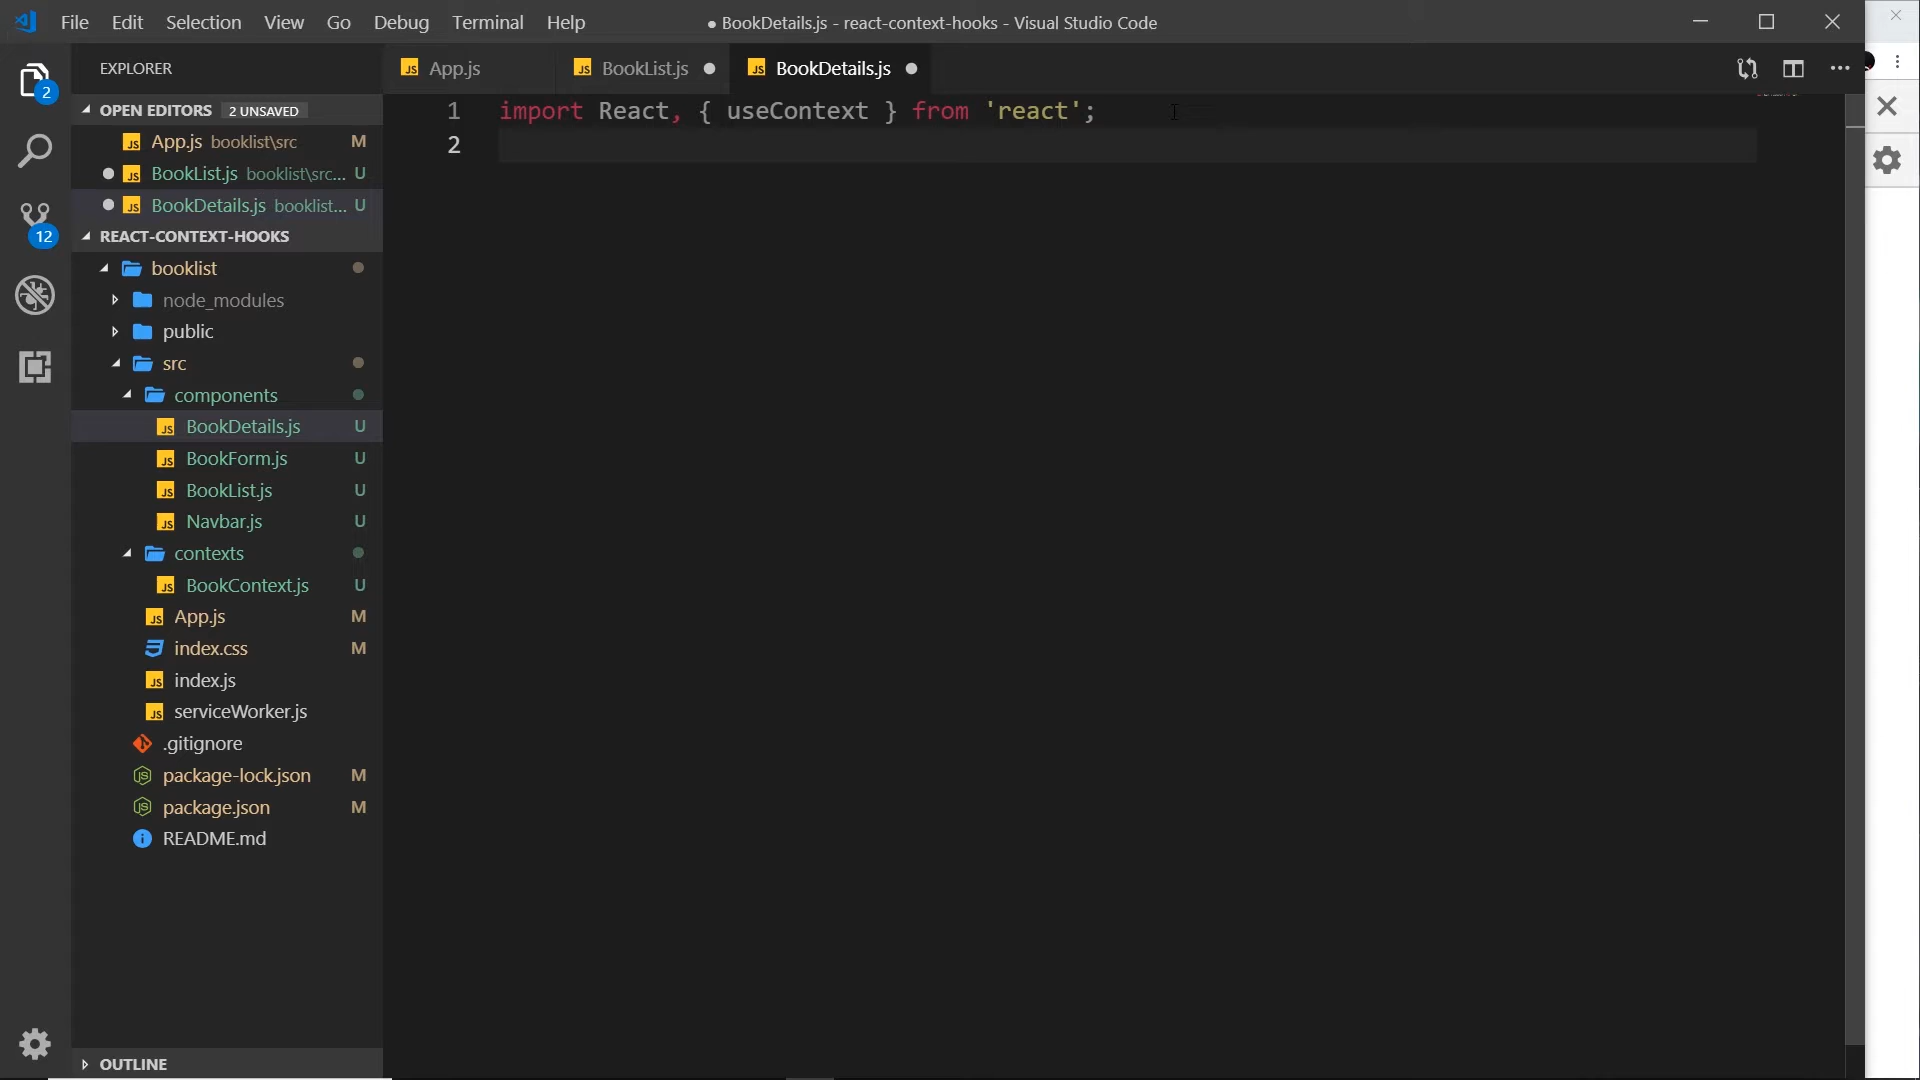 File Edit Selection View Go Debug Terminal Help
● BookDetails.js - react-context-hooks - Visual Studio Code
EXPLORER
App.js
BookList.js
BookDetails.js
2
12
OPEN EDITORS 2 UNSAVED
App.js booklist\src M
BookList.js booklist\src... U
BookDetails.js booklist... U
REACT-CONTEXT-HOOKS
booklist
node_modules
public
src
components
BookDetails.js U
BookForm.js U
BookList.js U
Navbar.js U
contexts
BookContext.js U
App.js M
index.css M
index.js
serviceWorker.js
.gitignore
package-lock.json M
package.json M
README.md
OUTLINE
1 import React, { useContext } from 'react';
2